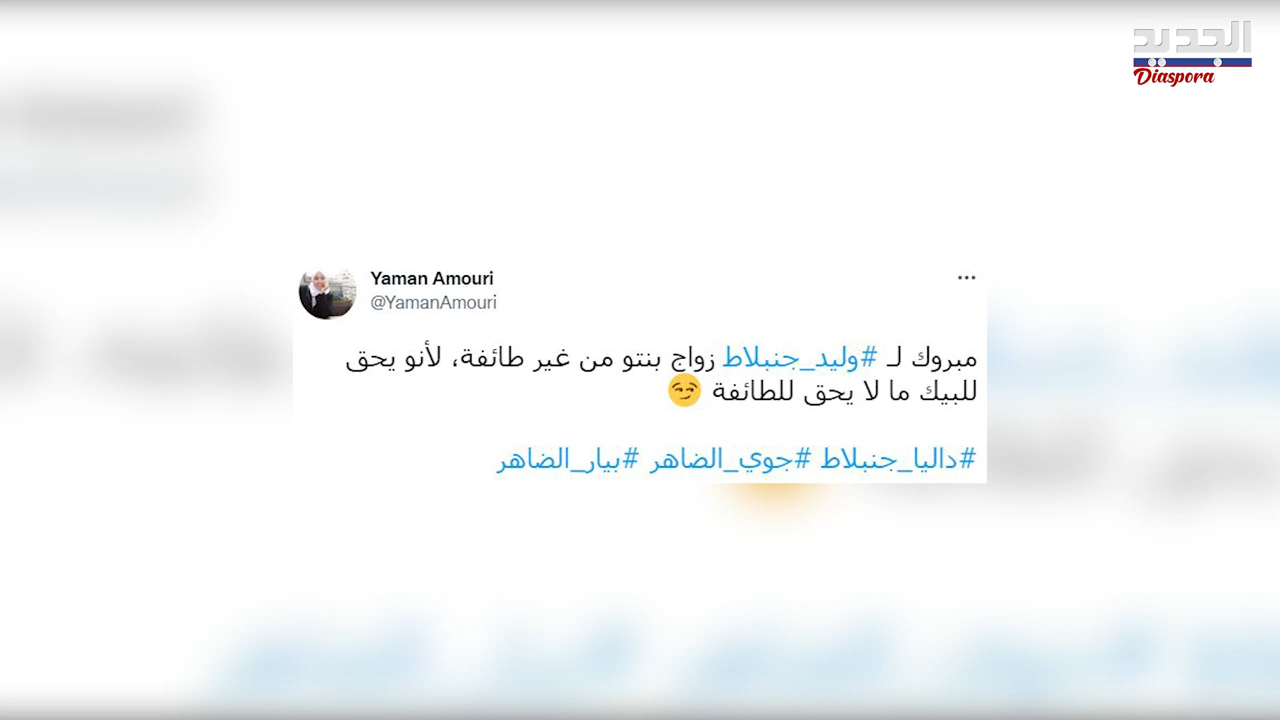 الجديد
Diaspora
Yaman Amouri
@YamanAmouri
مبروك لـ #وليد_جنبلاط زواج بنتو من غير طائفة، لأنو يحق
للبيك ما لا يحق للطائفة 😏
#داليا_جنبلاط #جوي_الضاهر #بيار_الضاهر